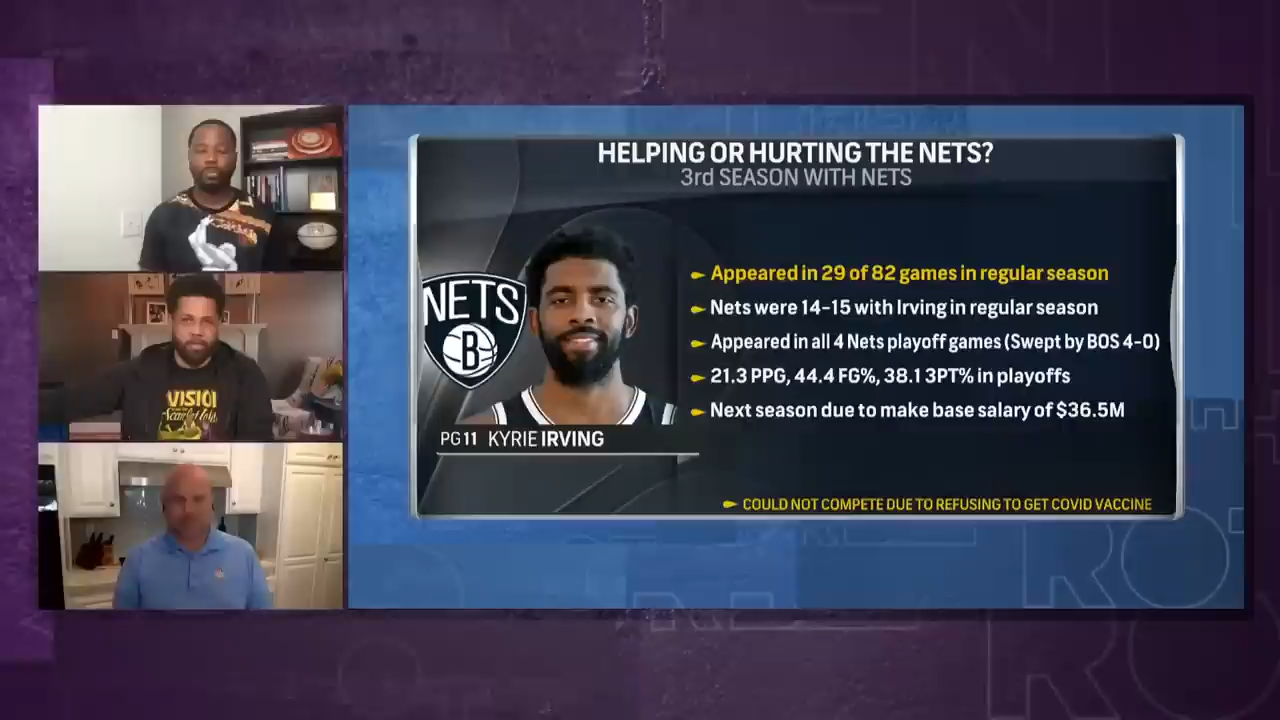 HELPING OR HURTING THE NETS?
3rd SEASON WITH NETS
NETS
B
PG 11 KYRIE IRVING
Appeared in 29 of 82 games in regular season
Nets were 14-15 with Irving in regular season
Appeared in all 4 Nets playoff games (Swept by BOS 4-0)
21.3 PPG, 44.4 FG%, 38.1 3PT% in playoffs
Next season due to make base salary of $36.5M
COULD NOT COMPETE DUE TO REFUSING TO GET COVID VACCINE
VISIO
Scarlet